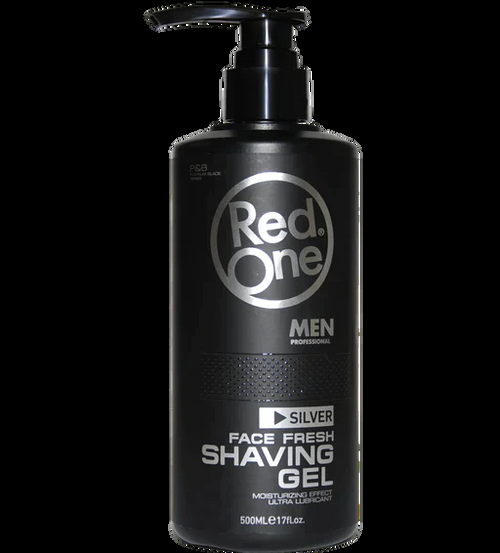 P&B
Red®
One
MEN
PROFESSIONAL
SILVER
FACE FRESH
SHAVING
GEL
MOISTURIZING EFFECT
ULTRA LUBRICANT
500ML℮17fl.oz.